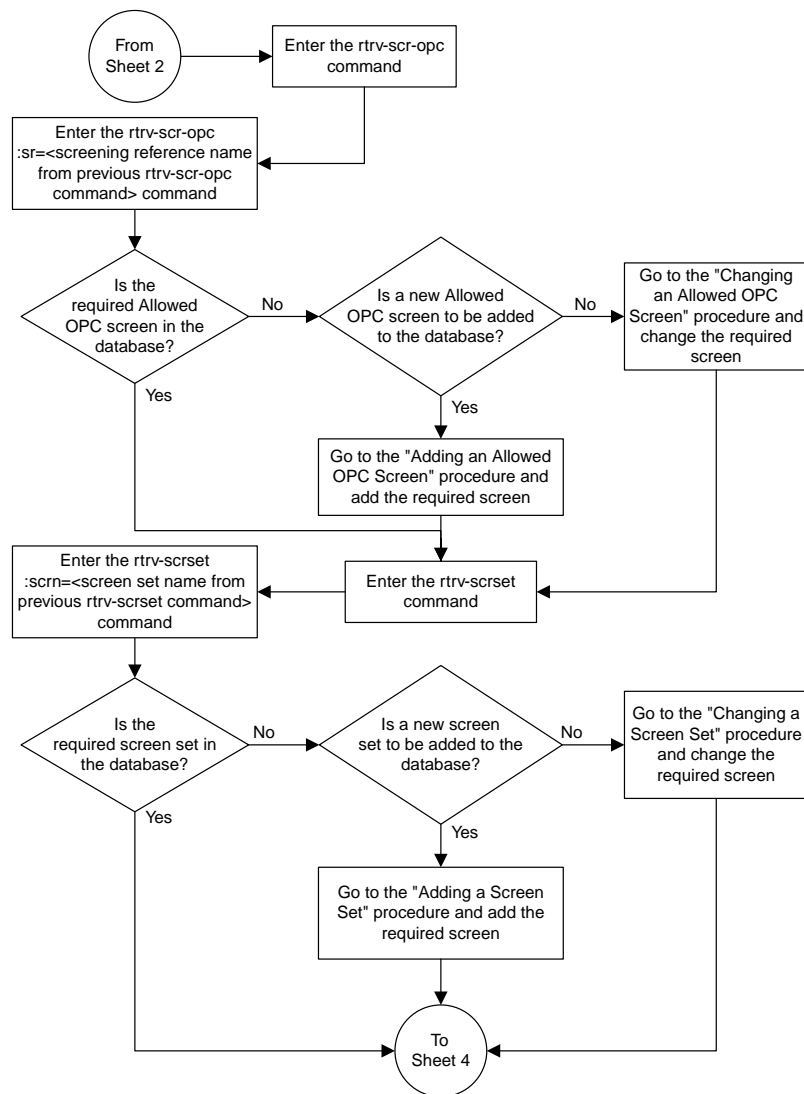 From
Sheet 2
Enter the rtrv-scr-opc
command
Enter the rtrv-scr-opc
:sr=<screening reference name
from previous rtrv-scr-opc
command> command
Is the
required Allowed
OPC screen in the
database?
No
Is a new Allowed
OPC screen to be added
to the database?
No
Go to the "Changing
an Allowed OPC
Screen" procedure and
change the required
screen
Yes
Yes
Go to the "Adding an Allowed
OPC Screen" procedure and
add the required screen
Enter the rtrv-scrset
:scrn=<screen set name from
previous rtrv-scrset command>
command
Enter the rtrv-scrset
command
Is the
required screen set in
the database?
No
Is a new screen
set to be added to the
database?
No
Go to the "Changing a
Screen Set" procedure
and change the
required screen
Yes
Yes
Go to the "Adding a Screen
Set" procedure and add the
required screen
To
Sheet 4